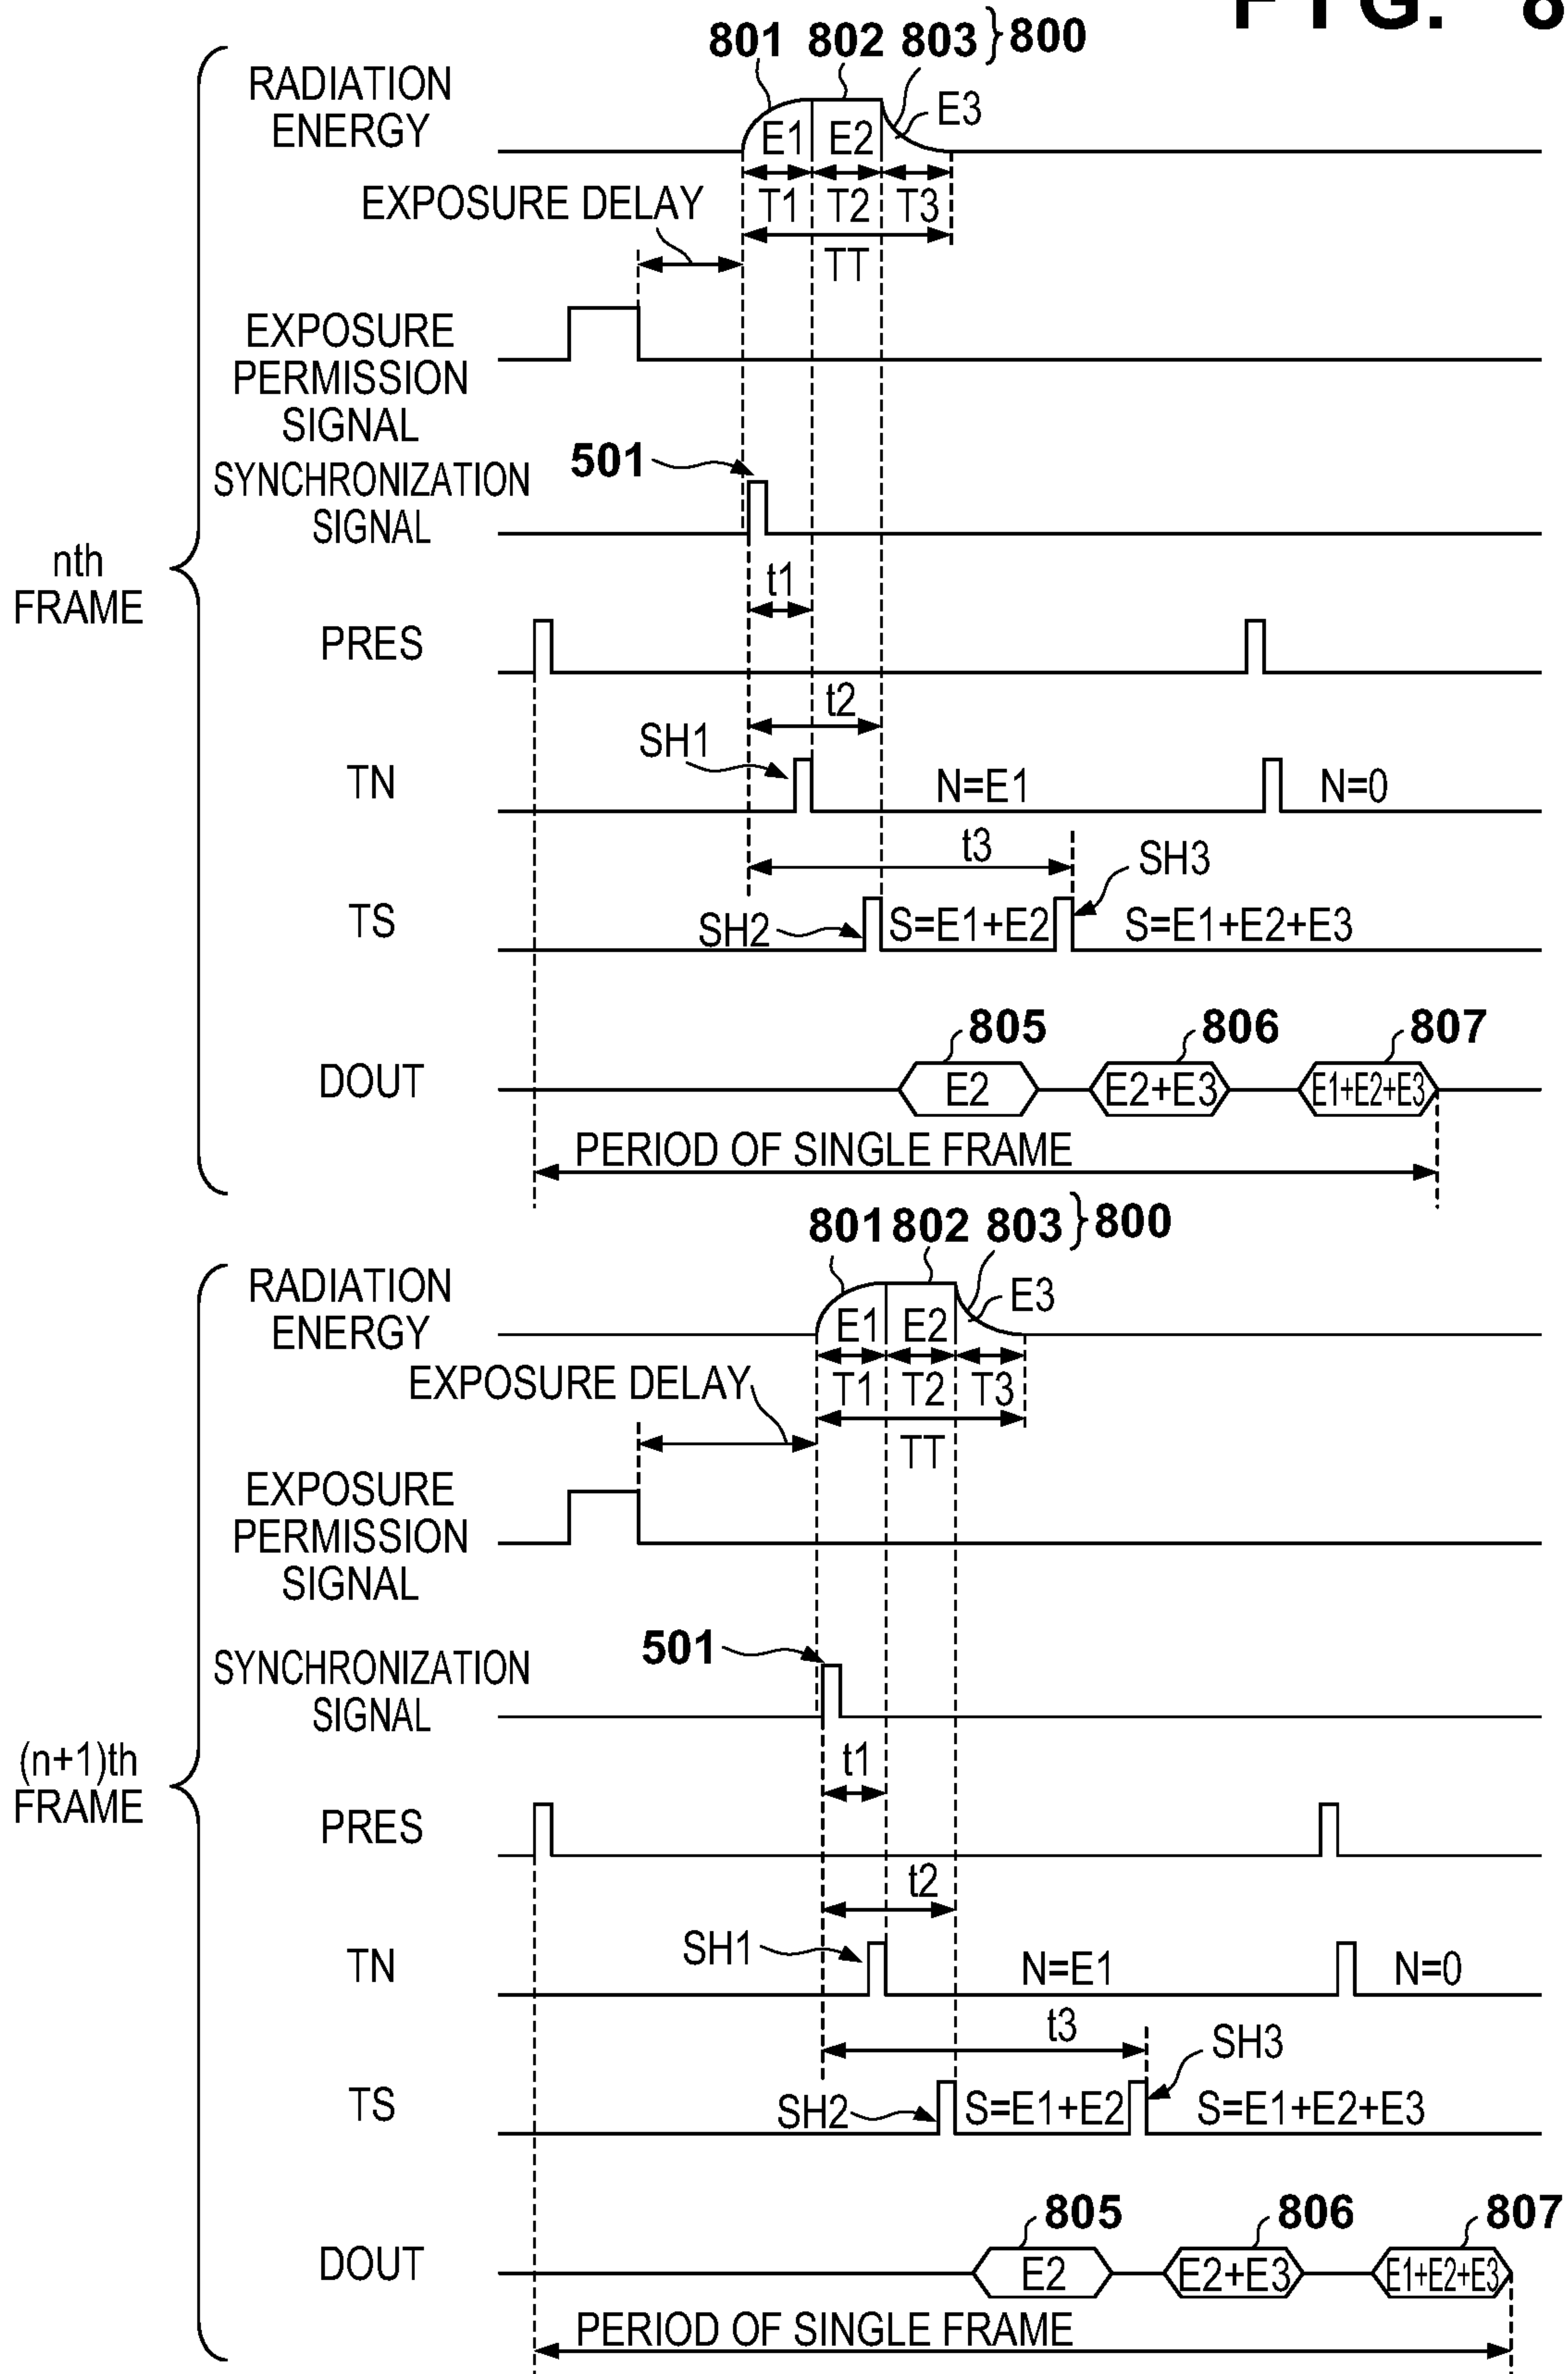 FIG. 8
801 802 803 800
RADIATION
ENERGY
E1 E2 E3
EXPOSURE DELAY
T1 T2 T3
TT
EXPOSURE
PERMISSION
SIGNAL
501
SYNCHRONIZATION
SIGNAL
nth
FRAME
t1
PRES
t2
SH1
TN
N=E1
N=0
t3
SH3
TS
SH2
S=E1+E2
S=E1+E2+E3
805 806 807
DOUT
E2
E2+E3
E1+E2+E3
PERIOD OF SINGLE FRAME
801 802 803 800
RADIATION
ENERGY
E1 E2 E3
EXPOSURE DELAY
T1 T2 T3
TT
EXPOSURE
PERMISSION
SIGNAL
501
SYNCHRONIZATION
SIGNAL
(n+1)th
FRAME
t1
PRES
t2
SH1
TN
N=E1
N=0
t3
SH3
TS
SH2
S=E1+E2
S=E1+E2+E3
805 806 807
DOUT
E2
E2+E3
E1+E2+E3
PERIOD OF SINGLE FRAME